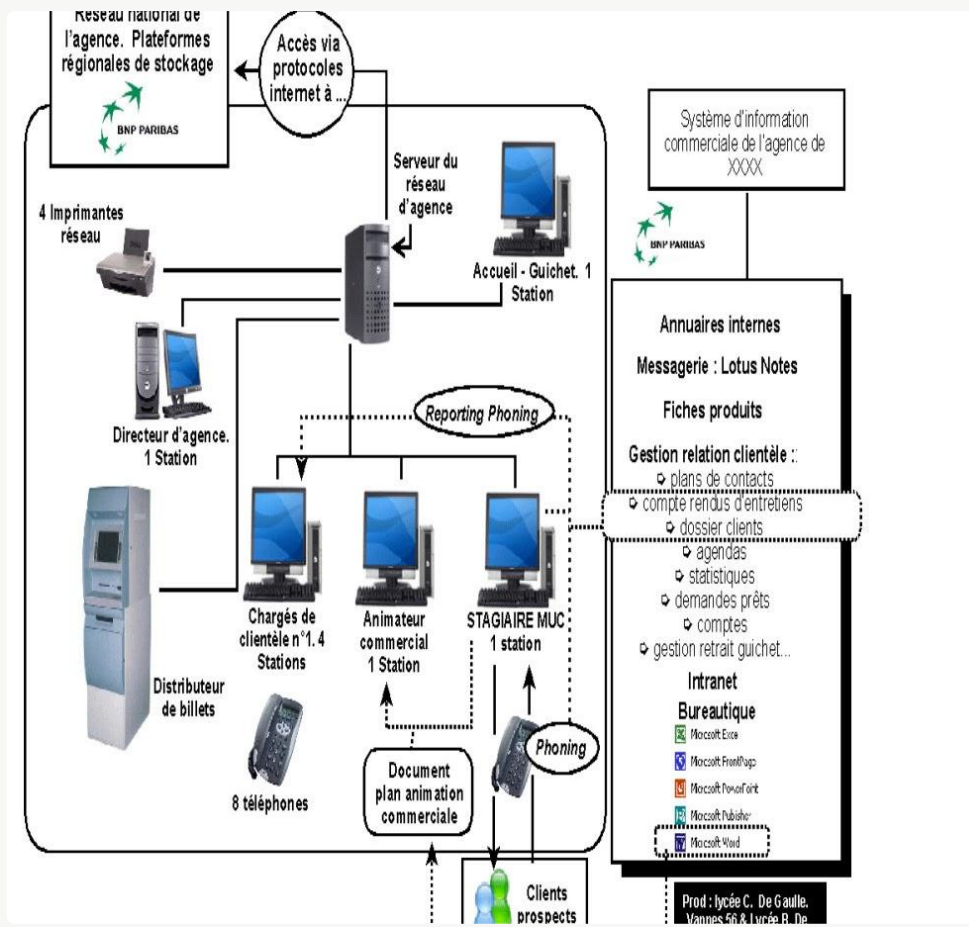 Réseau national de
l'agence. Plateformes
régionales de stockage
BNP PARIBAS
Accès via
protocoles
internet à ...
Serveur du
réseau
d'agence
4 Imprimantes
réseau
Accueil - Guichet. 1
Station
Directeur d'agence.
1 Station
Reporting Phoning
Chargés de
clientèle n°1. 4
Stations
Animateur
commercial
1 Station
STAGIAIRE MUC
1 station
Distributeur
de billets
8 téléphones
Document
plan animation
commerciale
Phoning
Clients
prospects
Système d'information
commerciale de l'agence de
XXXX
BNP PARIBAS
Annuaires internes
Messagerie : Lotus Notes
Fiches produits
Gestion relation clientèle :
➪ plans de contacts
➪ compte rendus d'entretiens
➪ dossier clients
➪ agendas
➪ statistiques
➪ demandes prêts
➪ comptes
➪ gestion retrait guichet...
Intranet
Bureautique
Microsoft Excel
Microsoft FrontPage
Microsoft PowerPoint
Microsoft Publisher
Microsoft Word
Prod : lycée C. De Gaulle.
Vannes 56 & Lycée R. De